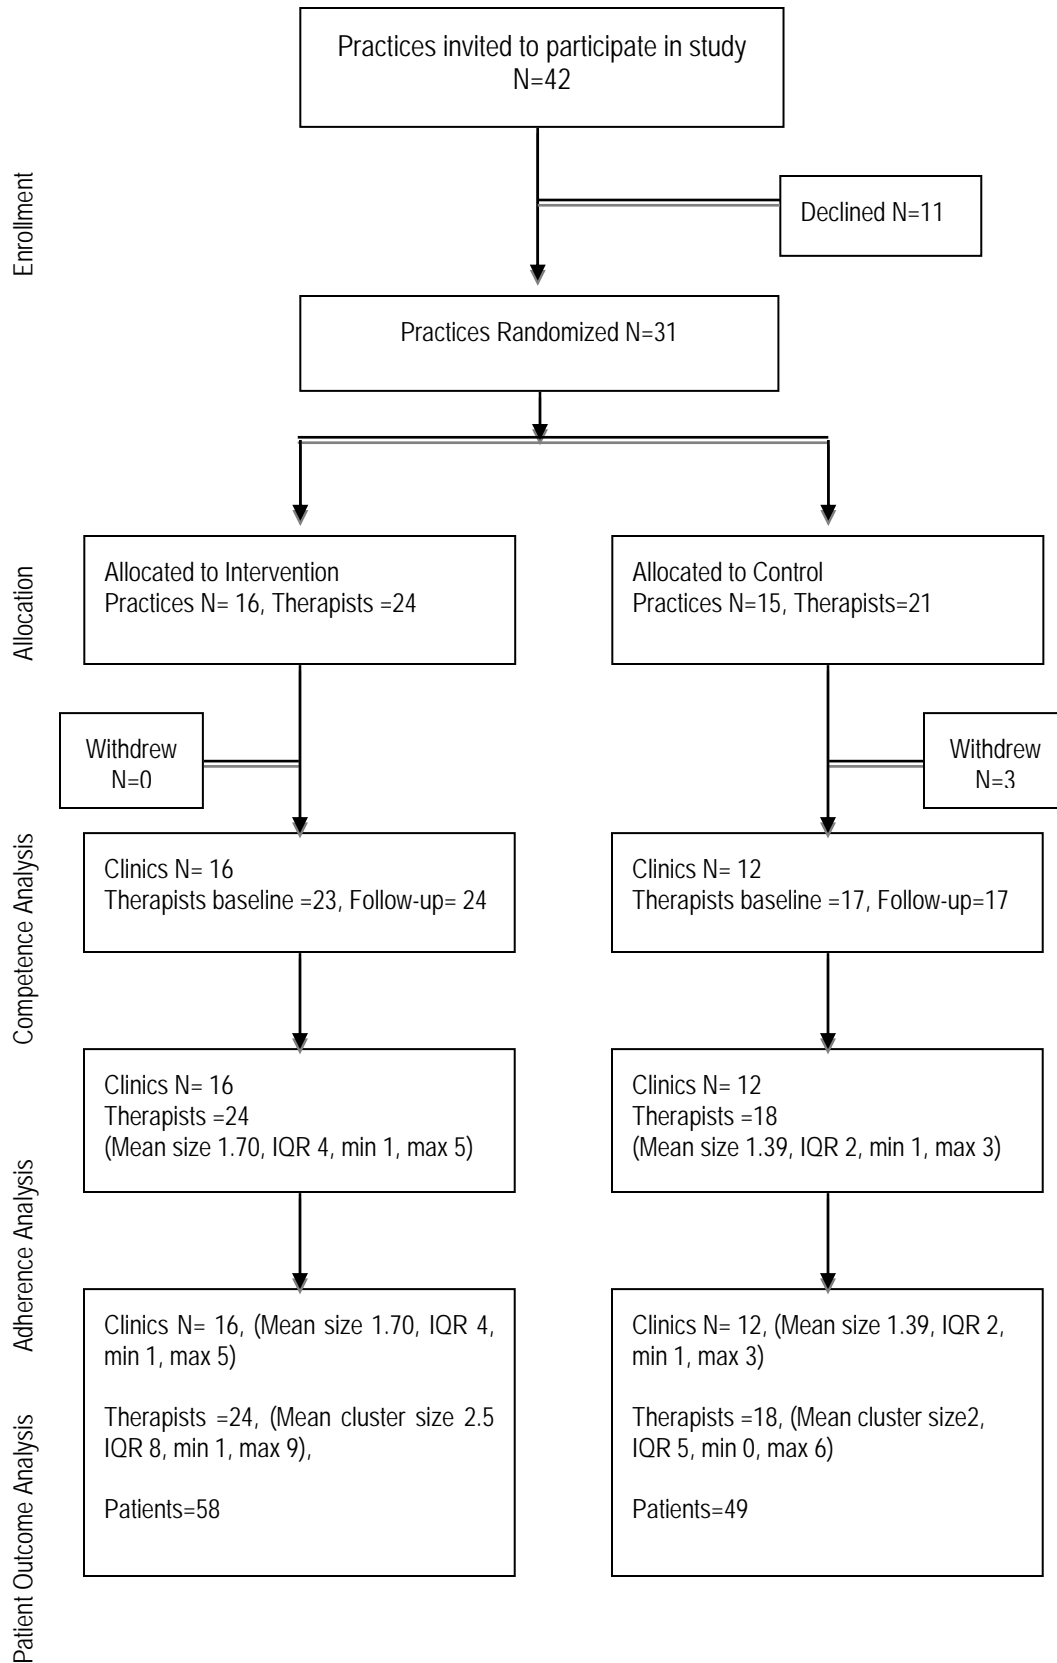 Practices invited to participate in study
N=42
Enrollment
Declined N=11
Practices Randomized N=31
Allocation
Allocated to Intervention
Practices N= 16, Therapists =24
Allocated to Control
Practices N=15, Therapists=21
Withdrew
N=0
Withdrew
N=3
Competence Analysis
Clinics N= 16
Therapists baseline =23, Follow-up= 24
Clinics N= 12
Therapists baseline =17, Follow-up=17
Adherence Analysis
Clinics N= 16
Therapists =24
(Mean size 1.70, IQR 4, min 1, max 5)
Clinics N= 12
Therapists =18
(Mean size 1.39, IQR 2, min 1, max 3)
Patient Outcome Analysis
Clinics N= 16, (Mean size 1.70, IQR 4,
min 1, max 5)
Therapists =24, (Mean cluster size 2.5
IQR 8, min 1, max 9),
Patients=58
Clinics N= 12, (Mean size 1.39, IQR 2,
min 1, max 3)
Therapists =18, (Mean cluster size2,
IQR 5, min 0, max 6)
Patients=49